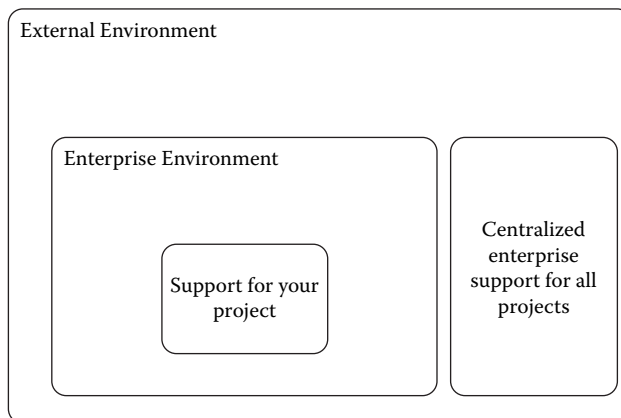 External Environment
Enterprise Environment
Support for your
project
Centralized
enterprise
support for all
projects